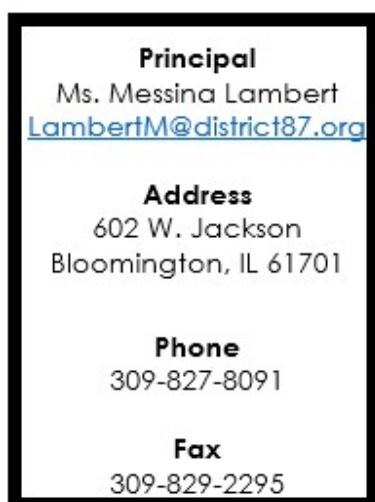 Principal
Ms. Messina Lambert
LambertM@district87.org
Address
602 W. Jackson
Bloomington, IL 61701
Phone
309-827-8091
Fax
309-829-2295